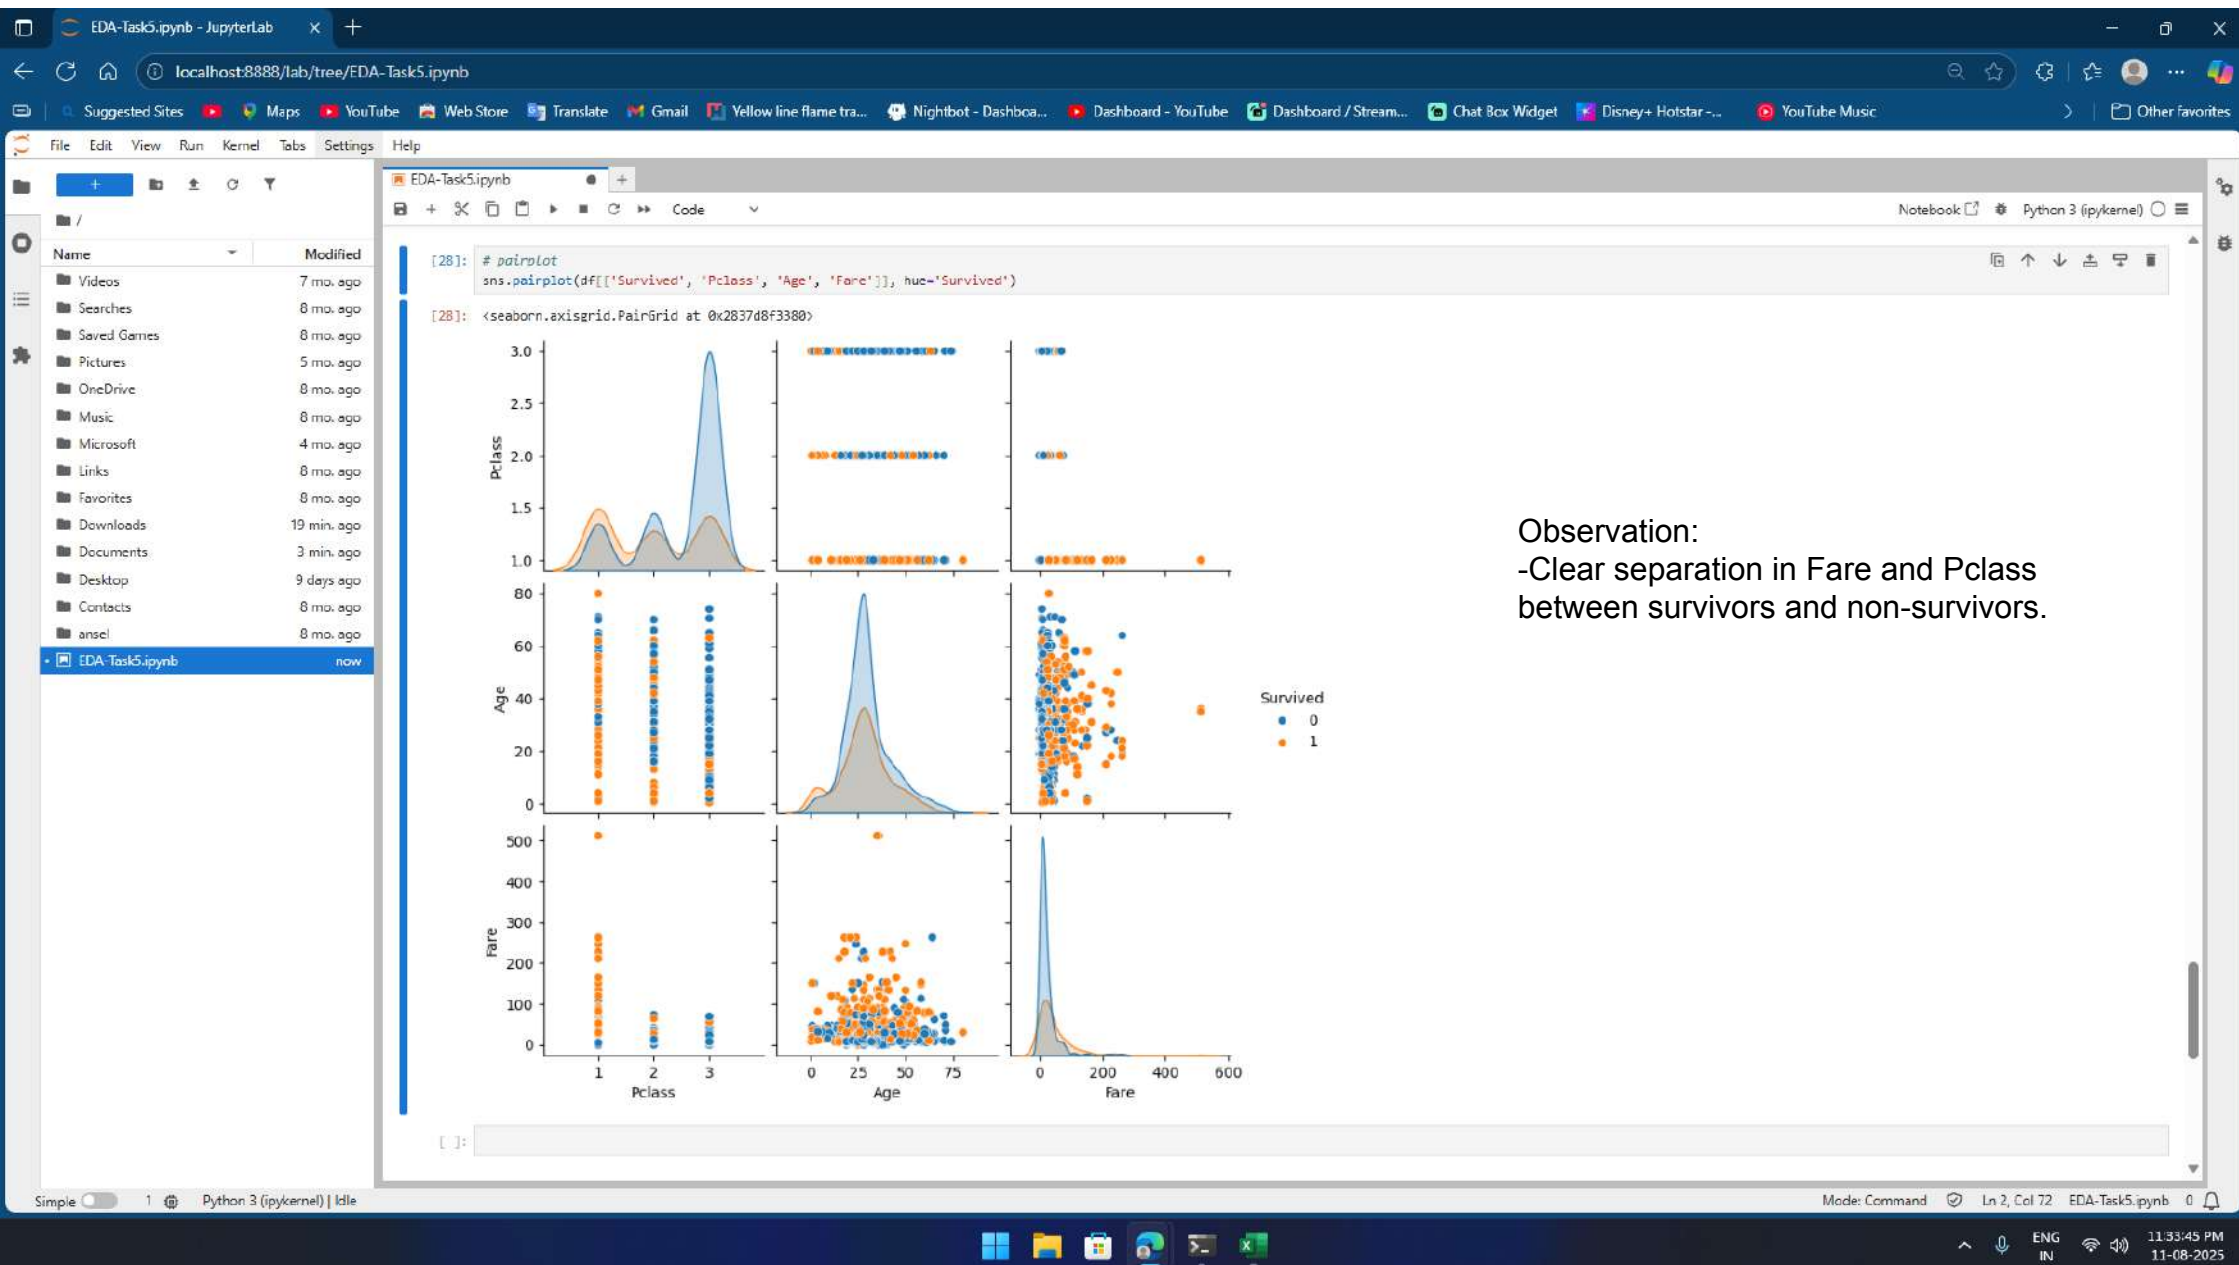 EDA-Task5.ipynb - JupyterLab
localhost:8888/lab/tree/EDA-Task5.ipynb
Suggested Sites Maps YouTube Web Store Translate Gmail Yellow line flame tra... Nightbot - Dashboa... Dashboard - YouTube Dashboard / Stream... Chat Box Widget Disney+ Hotstar -... YouTube Music Other favorites
File Edit View Run Kernel Tabs Settings Help
EDA-Task5.ipynb
Code
Notebook Python 3 (ipykernel)
/
Name Modified
Videos 7 mo. ago
Searches 8 mo. ago
Saved Games 8 mo. ago
Pictures 5 mo. ago
OneDrive 8 mo. ago
Music 8 mo. ago
Microsoft 4 mo. ago
Links 8 mo. ago
Favorites 8 mo. ago
Downloads 19 min. ago
Documents 3 min. ago
Desktop 9 days ago
Contacts 8 mo. ago
ansel 8 mo. ago
EDA-Task5.ipynb now
[28]: # pairplot
sns.pairplot(df[['Survived', 'Pclass', 'Age', 'Fare']], hue='Survived')
[28]: <seaborn.axisgrid.PairGrid at 0x2837d8f3380>
3.0
2.5
2.0
1.5
1.0
Pclass
80
60
40
20
0
Age
500
400
300
200
100
0
Fare
1 2 3
Pclass
0 25 50 75
Age
0 200 400 600
Fare
Survived
0
1
Observation:
-Clear separation in Fare and Pclass
between survivors and non-survivors.
[ ]:
Simple 1 Python 3 (ipykernel) | Idle
Mode: Command Ln 2, Col 72 EDA-Task5.ipynb 0
ENG
IN
11:33:45 PM
11-08-2025